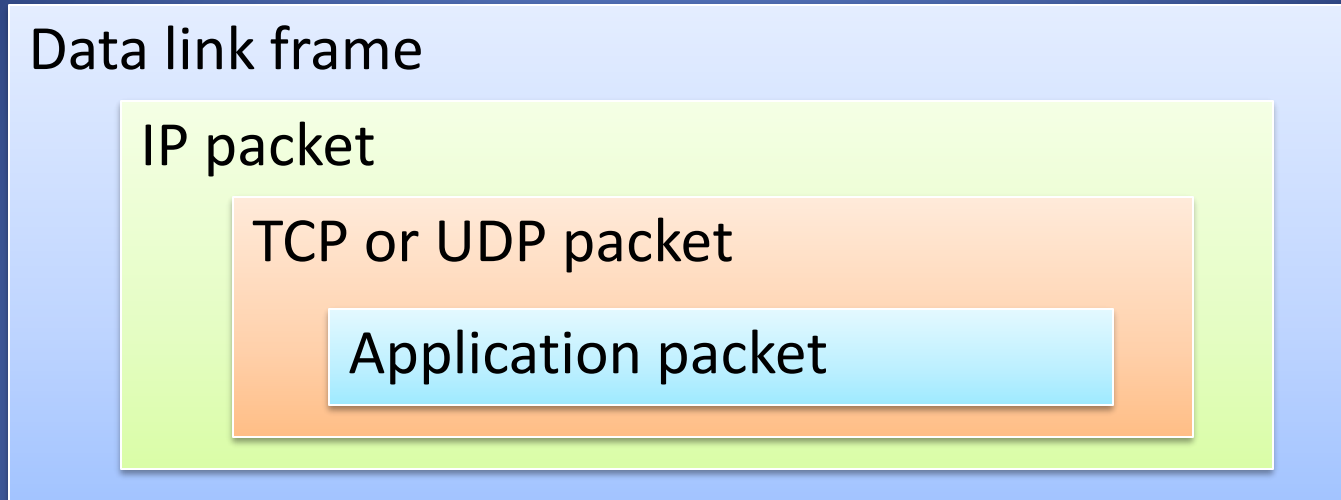 Data link frame
IP packet
TCP or UDP packet
Application packet